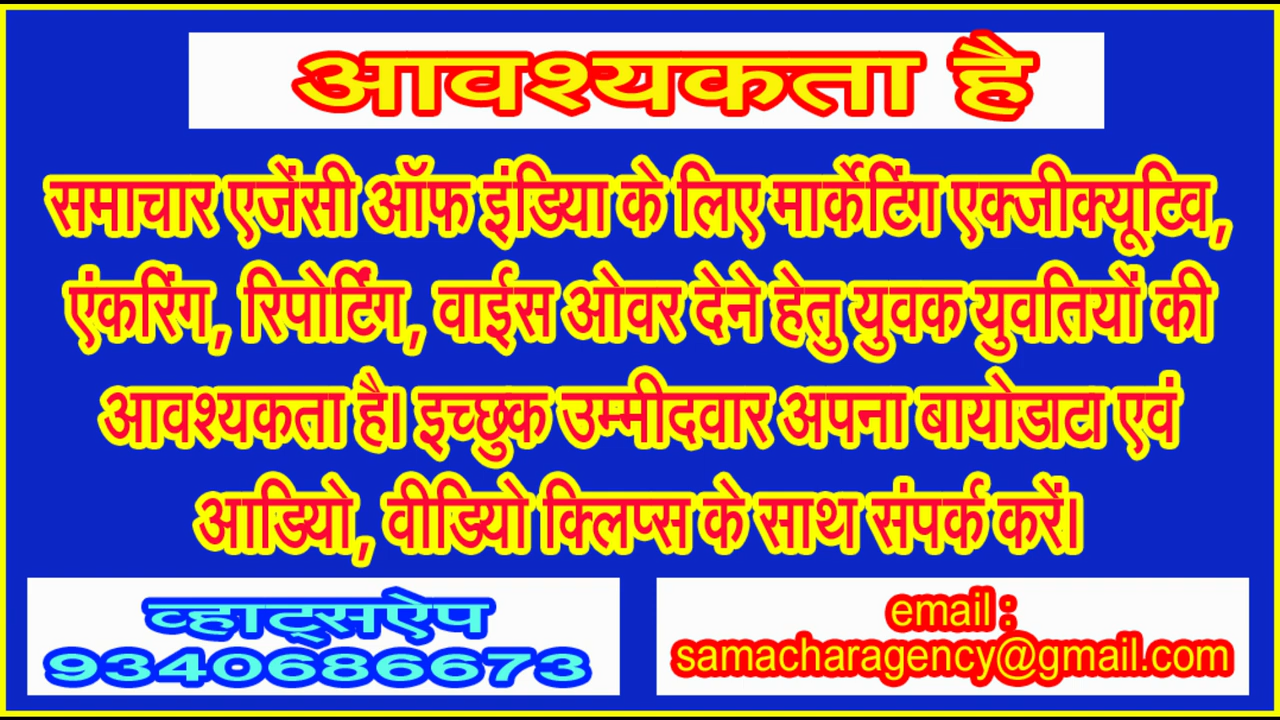 आवश्यकता है
समाचार एजेंसी ऑफ इंडिया के लिए मार्केटिंग एक्जीक्यूटिव,
एंकरिंग, रिपोर्टिंग, वाईस ओवर देने हेतु युवक युवतियों की
आवश्यकता है। इच्छुक उम्मीदवार अपना बायोडाटा एवं
आडियो, वीडियो क्लिप्स के साथ संपर्क करें।
व्हाट्सऐप
9340686673
email :
samacharagency@gmail.com